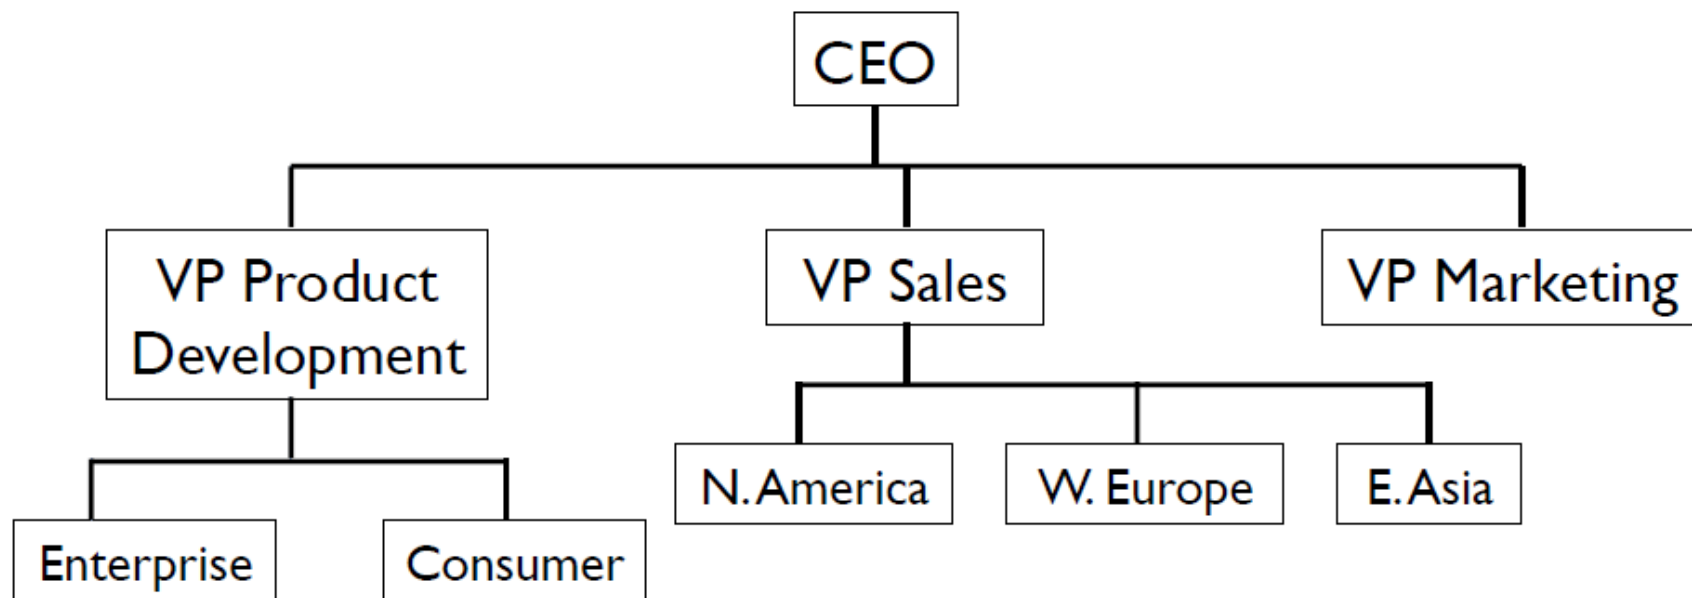 CEO
VP Product
Development
VP Sales
VP Marketing
N. America
W. Europe
E. Asia
Enterprise
Consumer